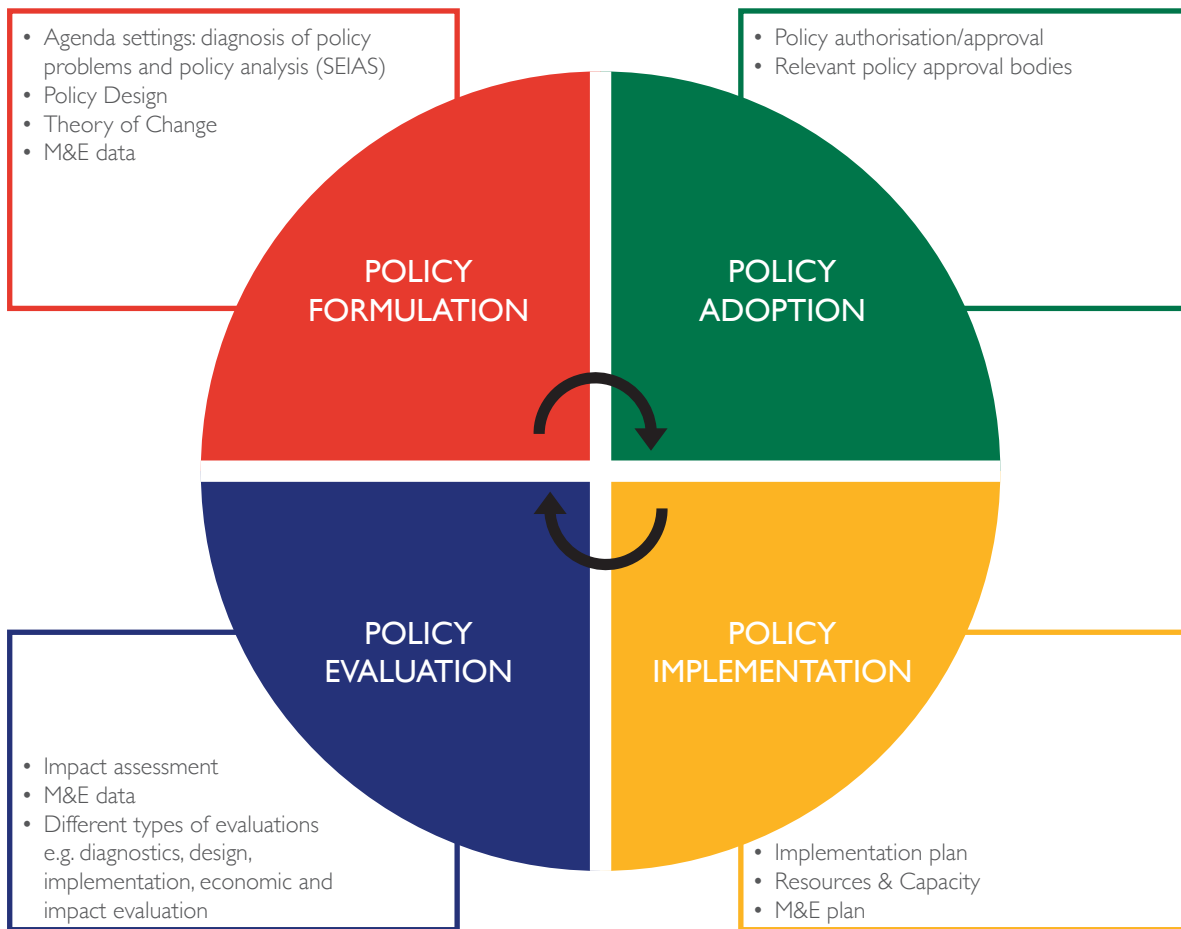 • Agenda settings: diagnosis of policy
problems and policy analysis (SEIAS)
• Policy Design
• Theory of Change
• M&E data
• Policy authorisation/approval
• Relevant policy approval bodies
POLICY
FORMULATION
POLICY
ADOPTION
POLICY
EVALUATION
POLICY
IMPLEMENTATION
• Impact assessment
• M&E data
• Different types of evaluations
e.g. diagnostics, design,
implementation, economic and
impact evaluation
• Implementation plan
• Resources & Capacity
• M&E plan